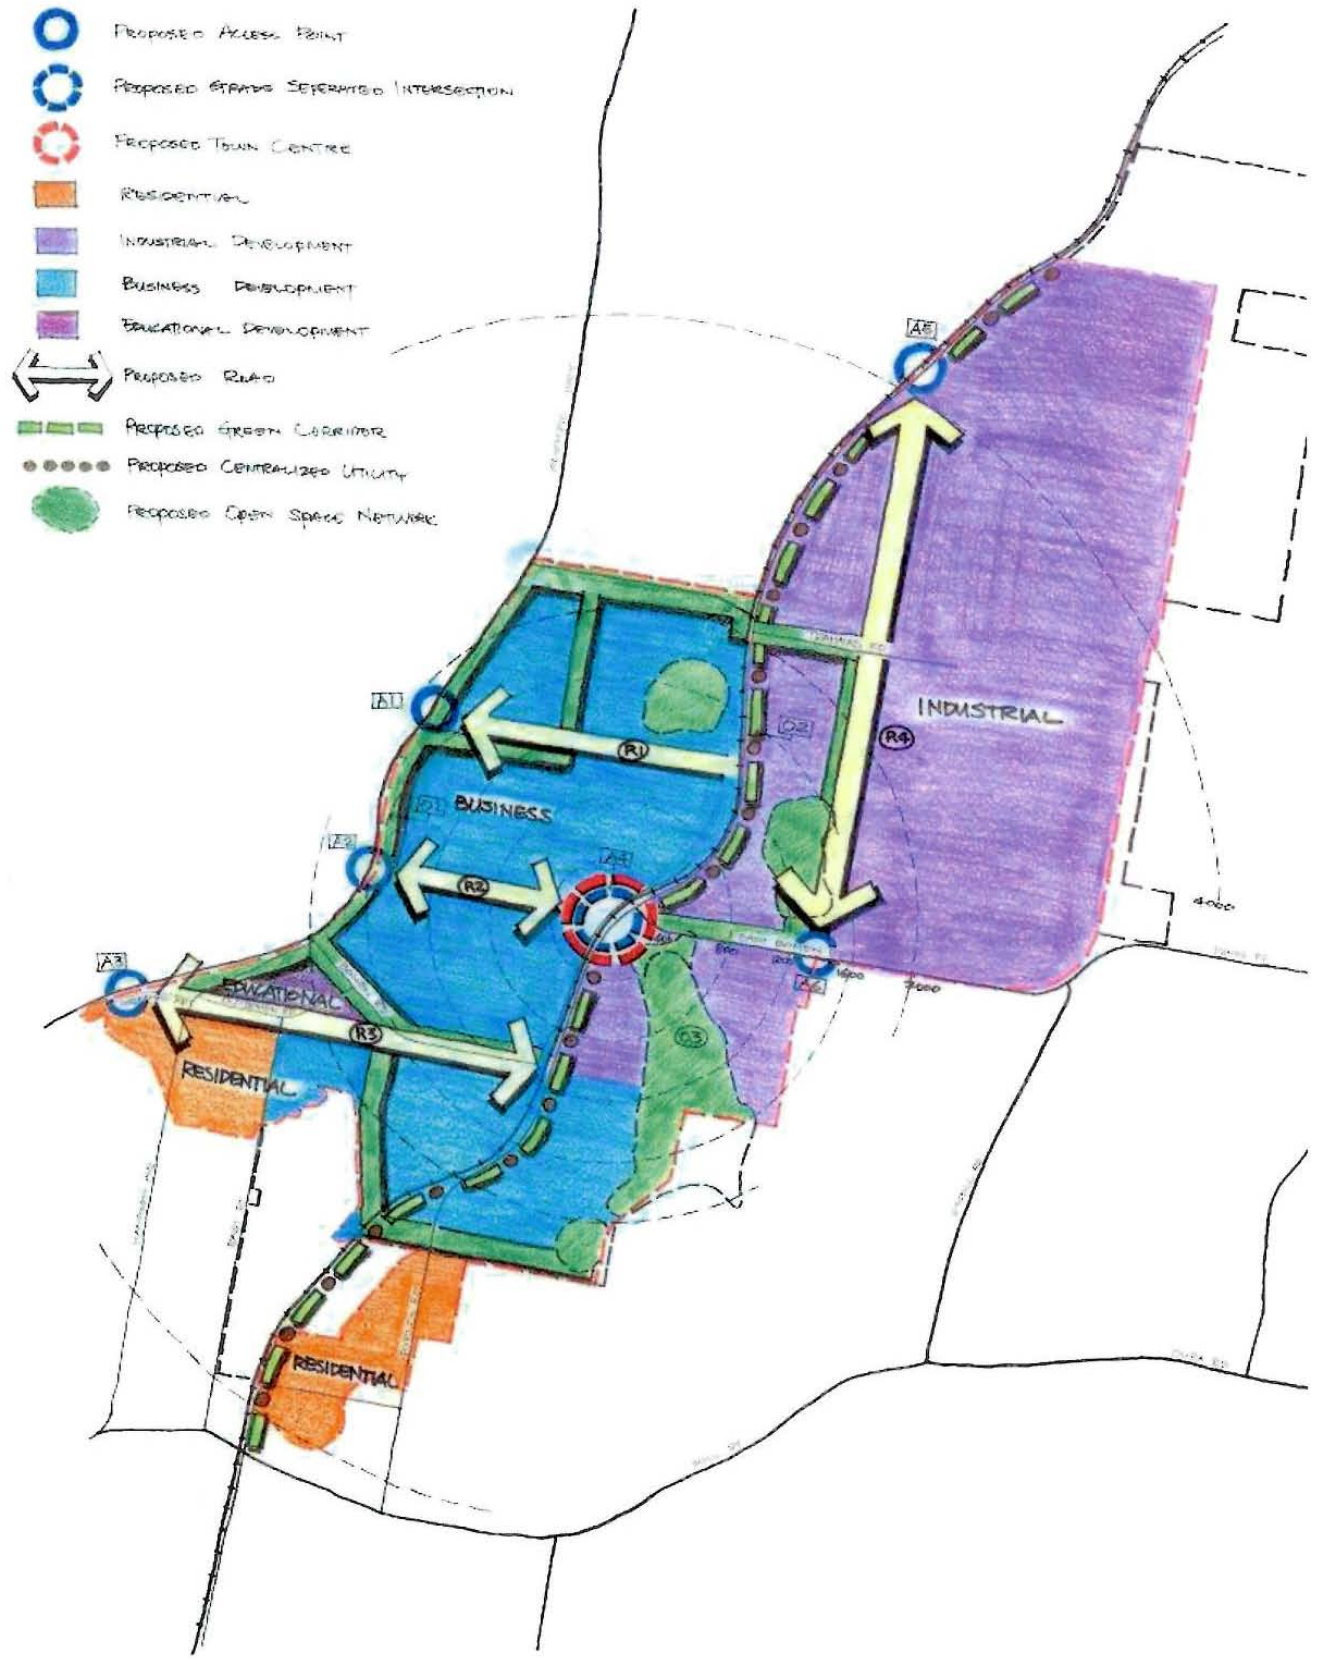 PROPOSED ACCESS POINT
PROPOSED GRADE SEPERATED INTERSECTION
PROPOSED TOWN CENTRE
RESIDENTIAL
INDUSTRIAL DEVELOPMENT
BUSINESS DEVELOPMENT
EDUCATIONAL DEVELOPMENT
PROPOSED ROAD
PROPOSED GREEN CORRIDOR
PROPOSED CENTRALIZED UTILITY
PROPOSED OPEN SPACE NETWORK
A5
A1
R1
O2
R4
INDUSTRIAL
O1
BUSINESS
A2
A4
R2
4000
800
1200
1600
2000
A6
A3
EDUCATIONAL
R3
O3
RESIDENTIAL
RESIDENTIAL